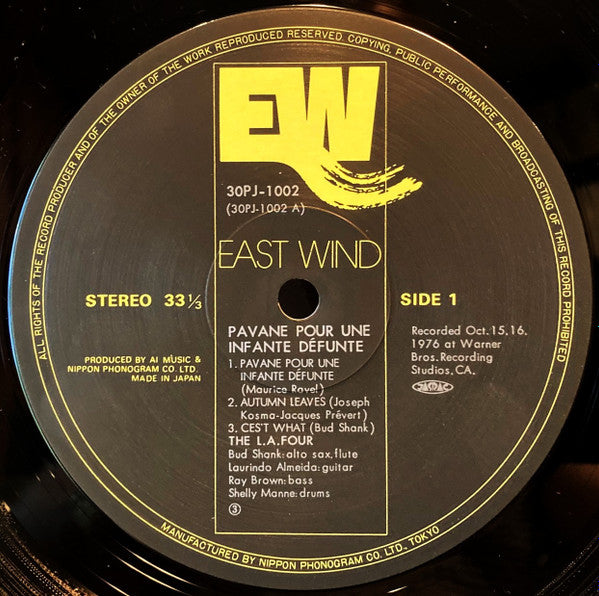 ALL RIGHTS OF THE RECORD PRODUCER AND OF THE OWNER OF THE WORK REPRODUCED RESERVED. COPYING, PUBLIC PERFORMANCE AND BROADCASTING OF THIS RECORD PROHIBITED
EW
30PJ-1002
(30PJ-1002 A)
EAST WIND
STEREO 33 1/3
SIDE 1
PRODUCED BY AI MUSIC &
NIPPON PHONOGRAM CO. LTD.
MADE IN JAPAN
PAVANE POUR UNE
INFANTE DÉFUNTE
1. PAVANE POUR UNE
INFANTE DÉFUNTE
(Maurice Ravel)
2. AUTUMN LEAVES (Joseph
Kosma-Jacques Prévert)
3. CES'T WHAT (Bud Shank)
THE L.A.FOUR
Bud Shank:alto sax,flute
Laurindo Almeida:guitar
Ray Brown:bass
Shelly Manne:drums
③
Recorded Oct.15,16,
1976 at Warner
Bros.Recording
Studios,CA.
JASRAC
MANUFACTURED BY NIPPON PHONOGRAM CO. LTD., TOKYO